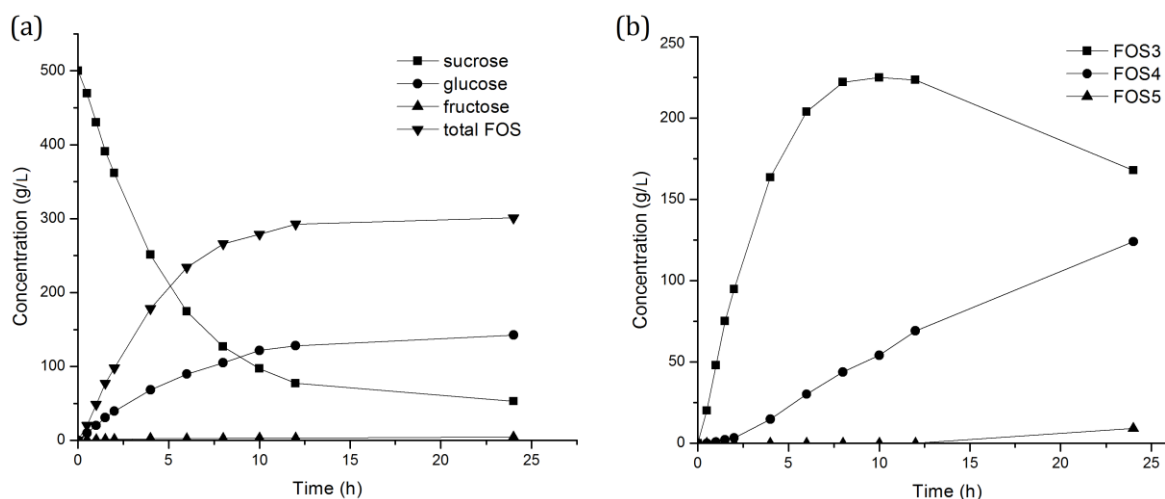 (a)
500
400
300
200
100
0
0
5
10
15
20
25
Concentration (g/L)
Time (h)
sucrose
glucose
fructose
total FOS
(b)
250
200
150
100
50
0
0
5
10
15
20
25
Concentration (g/L)
Time (h)
FOS3
FOS4
FOS5